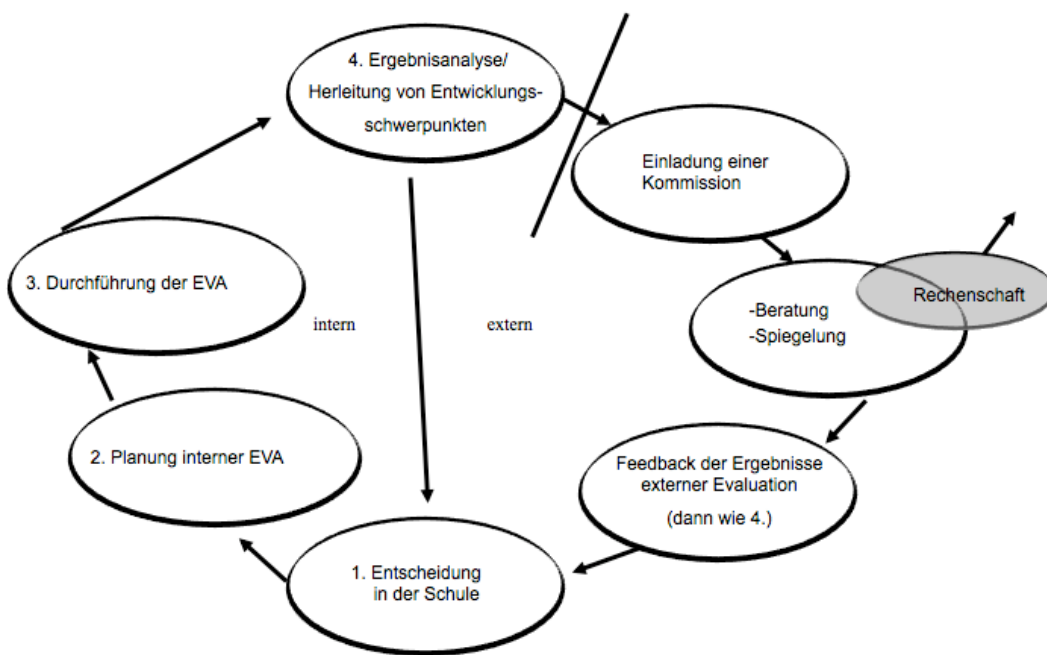 4. Ergebnisanalyse/
Herleitung von Entwicklungs-
schwerpunkten
Einladung einer
Kommission
3. Durchführung der EVA
intern
extern
-Beratung
-Spiegelung
Rechenschaft
2. Planung interner EVA
Feedback der Ergebnisse
externer Evaluation
(dann wie 4.)
1. Entscheidung
in der Schule